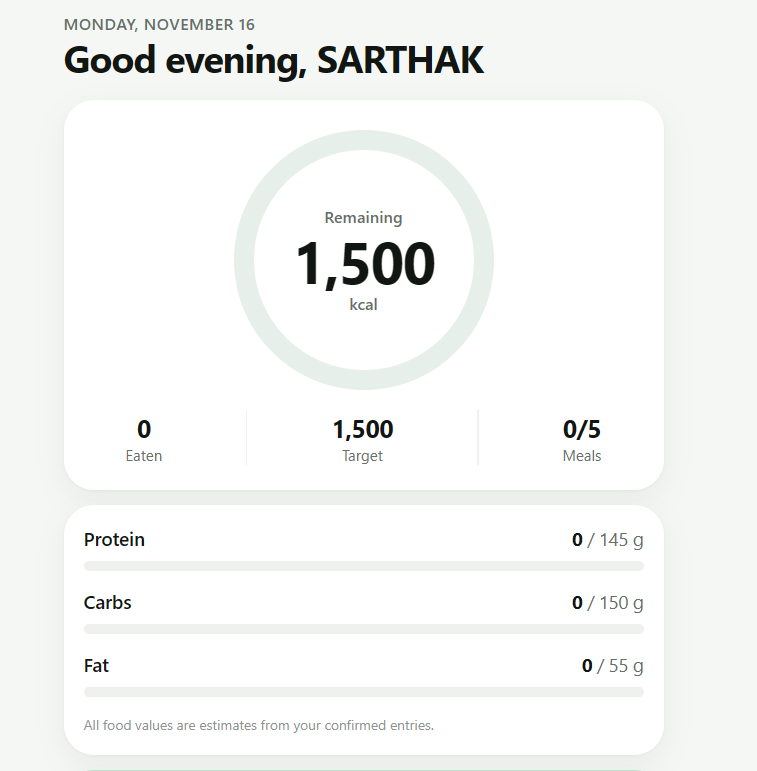 MONDAY, NOVEMBER 16
Good evening, SARTHAK
Remaining
1,500
kcal
0
Eaten
1,500
Target
0/5
Meals
Protein 0 / 145 g
Carbs 0 / 150 g
Fat 0 / 55 g
All food values are estimates from your confirmed entries.